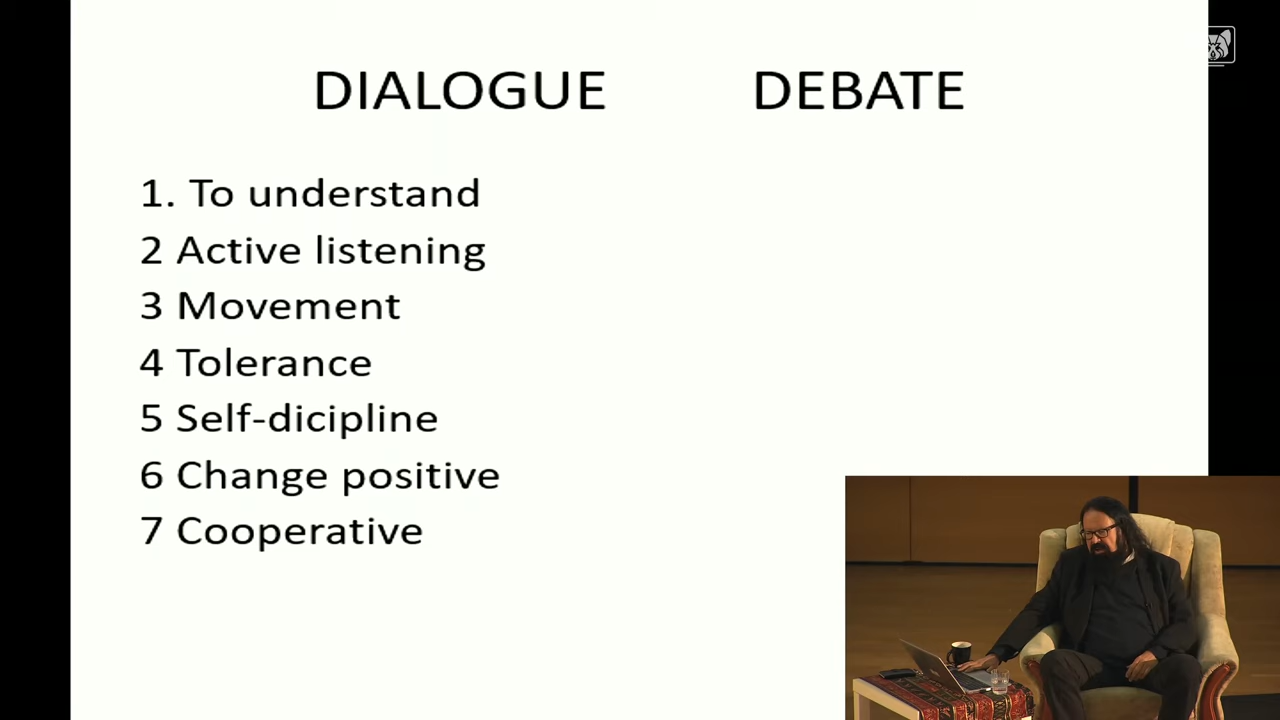 DIALOGUE DEBATE
1. To understand
2 Active listening
3 Movement
4 Tolerance
5 Self-dicipline
6 Change positive
7 Cooperative